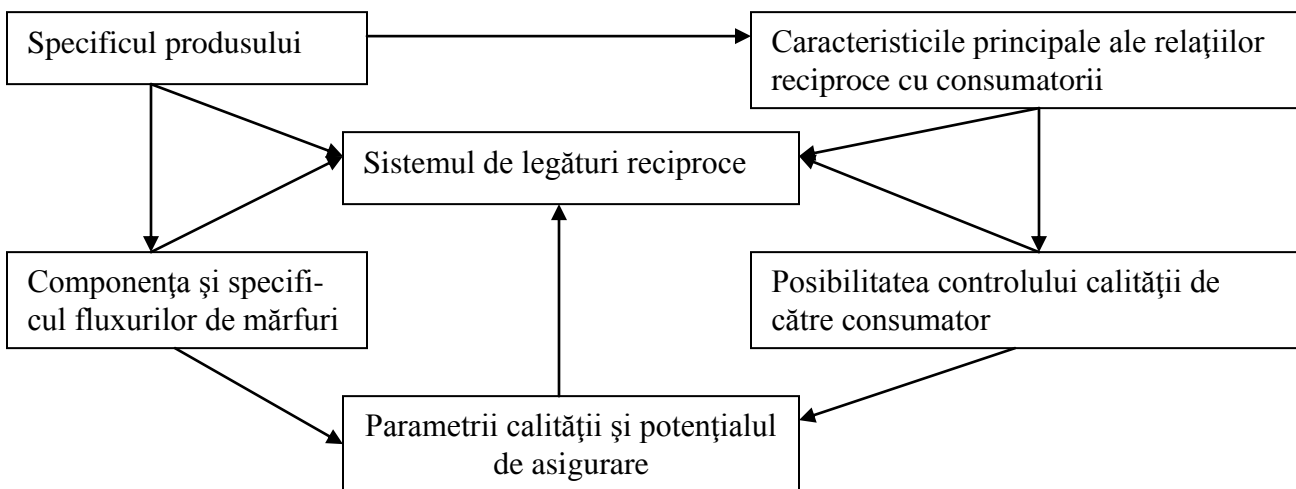 Specificul produsului
Caracteristicile principale ale relaţiilor
reciproce cu consumatorii
Sistemul de legături reciproce
Componenţa şi specifi-
cul fluxurilor de mărfuri
Posibilitatea controlului calităţii de
către consumator
Parametrii calităţii şi potenţialul
de asigurare